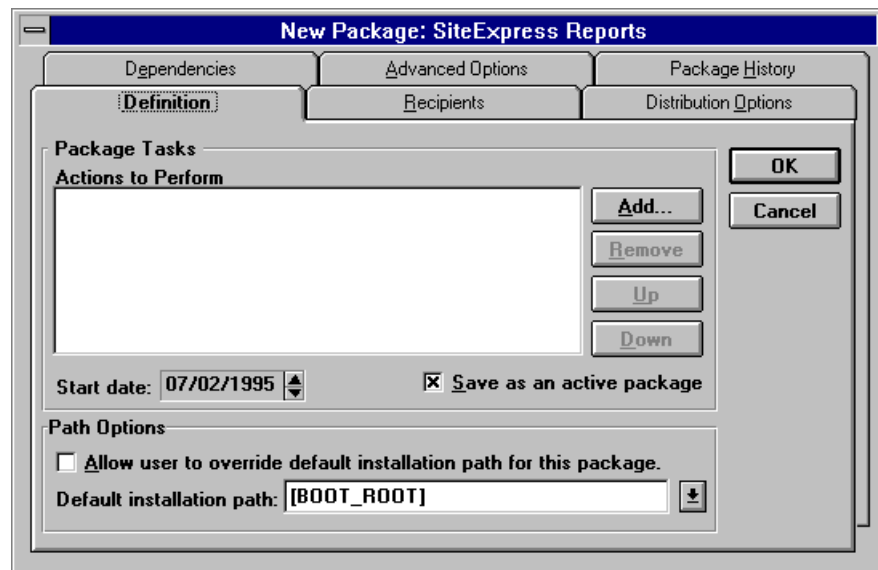 New Package: SiteExpress Reports
Dependencies
Advanced Options
Package History
Definition
Recipients
Distribution Options
Package Tasks
Actions to Perform
Add...
Remove
Up
Down
OK
Cancel
Start date: 07/02/1995
Save as an active package
Path Options
Allow user to override default installation path for this package.
Default installation path: [BOOT_ROOT]